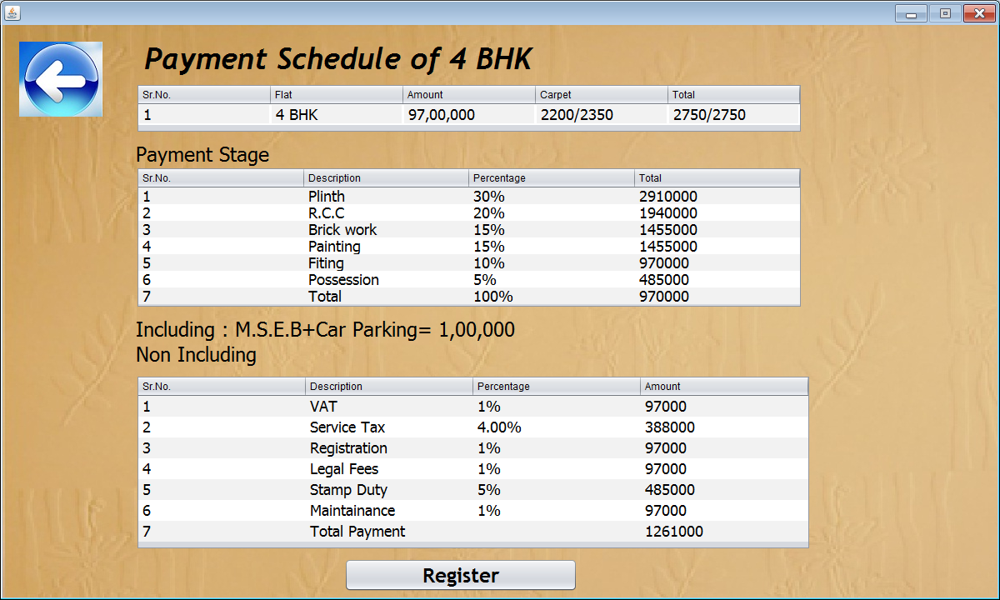 Payment Schedule of 4 BHK
Sr.No. Flat Amount Carpet Total
1 4 BHK 97,00,000 2200/2350 2750/2750
Payment Stage
Sr.No. Description Percentage Total
1 Plinth 30% 2910000
2 R.C.C 20% 1940000
3 Brick work 15% 1455000
4 Painting 15% 1455000
5 Fiting 10% 970000
6 Possession 5% 485000
7 Total 100% 970000
Including : M.S.E.B+Car Parking= 1,00,000
Non Including
Sr.No. Description Percentage Amount
1 VAT 1% 97000
2 Service Tax 4.00% 388000
3 Registration 1% 97000
4 Legal Fees 1% 97000
5 Stamp Duty 5% 485000
6 Maintainance 1% 97000
7 Total Payment 1261000
Register